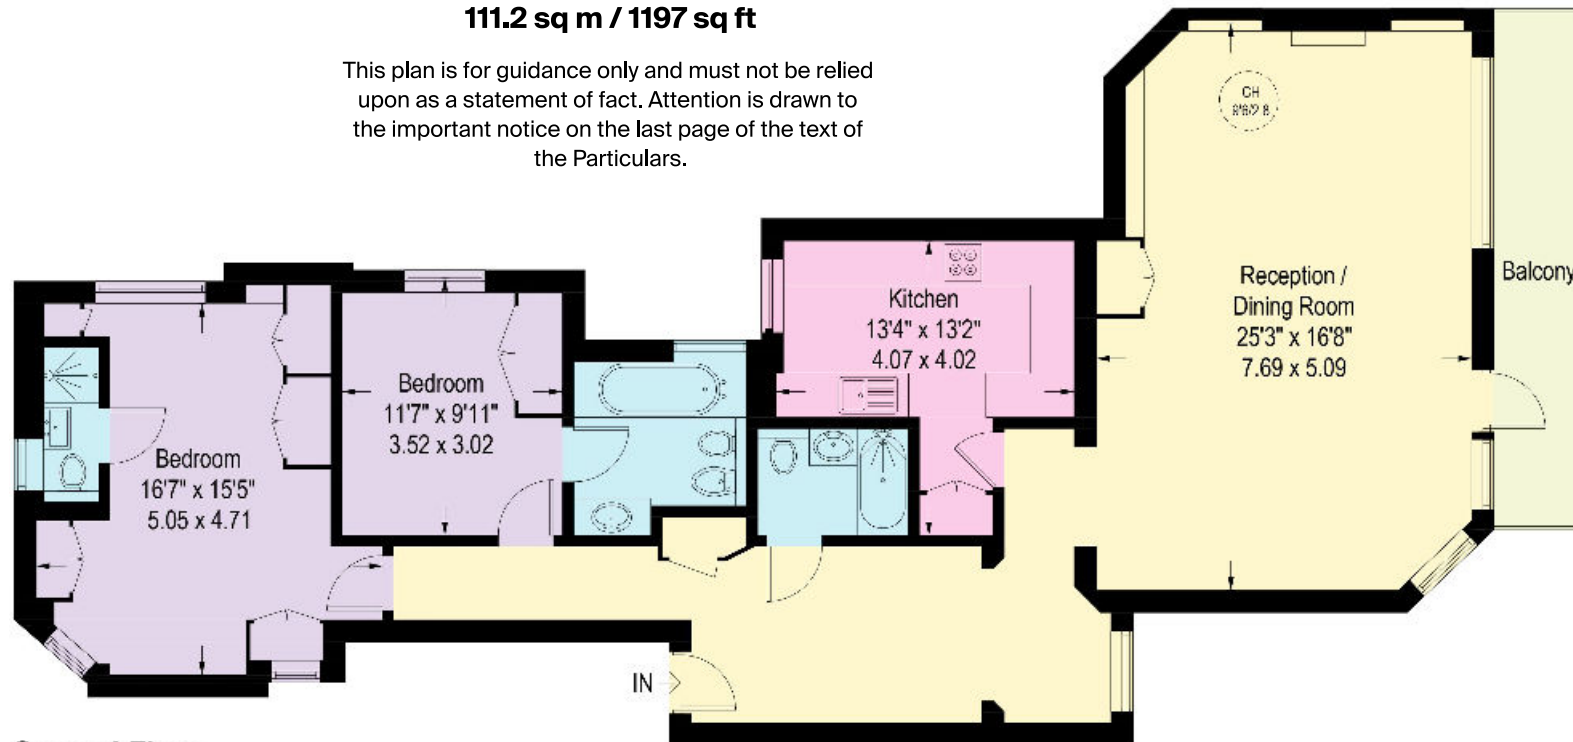 111.2 sq m / 1197 sq ft
This plan is for guidance only and must not be relied
upon as a statement of fact. Attention is drawn to
the important notice on the last page of the text of
the Particulars.
CH
Reception /
Dining Room
25'3" x 16'8"
7.69 x 5.09
Balcony
Kitchen
13'4" x 13'2"
4.07 x 4.02
Bedroom
11'7" x 9'11"
3.52 x 3.02
Bedroom
16'7" x 15'5"
5.05 x 4.71
IN